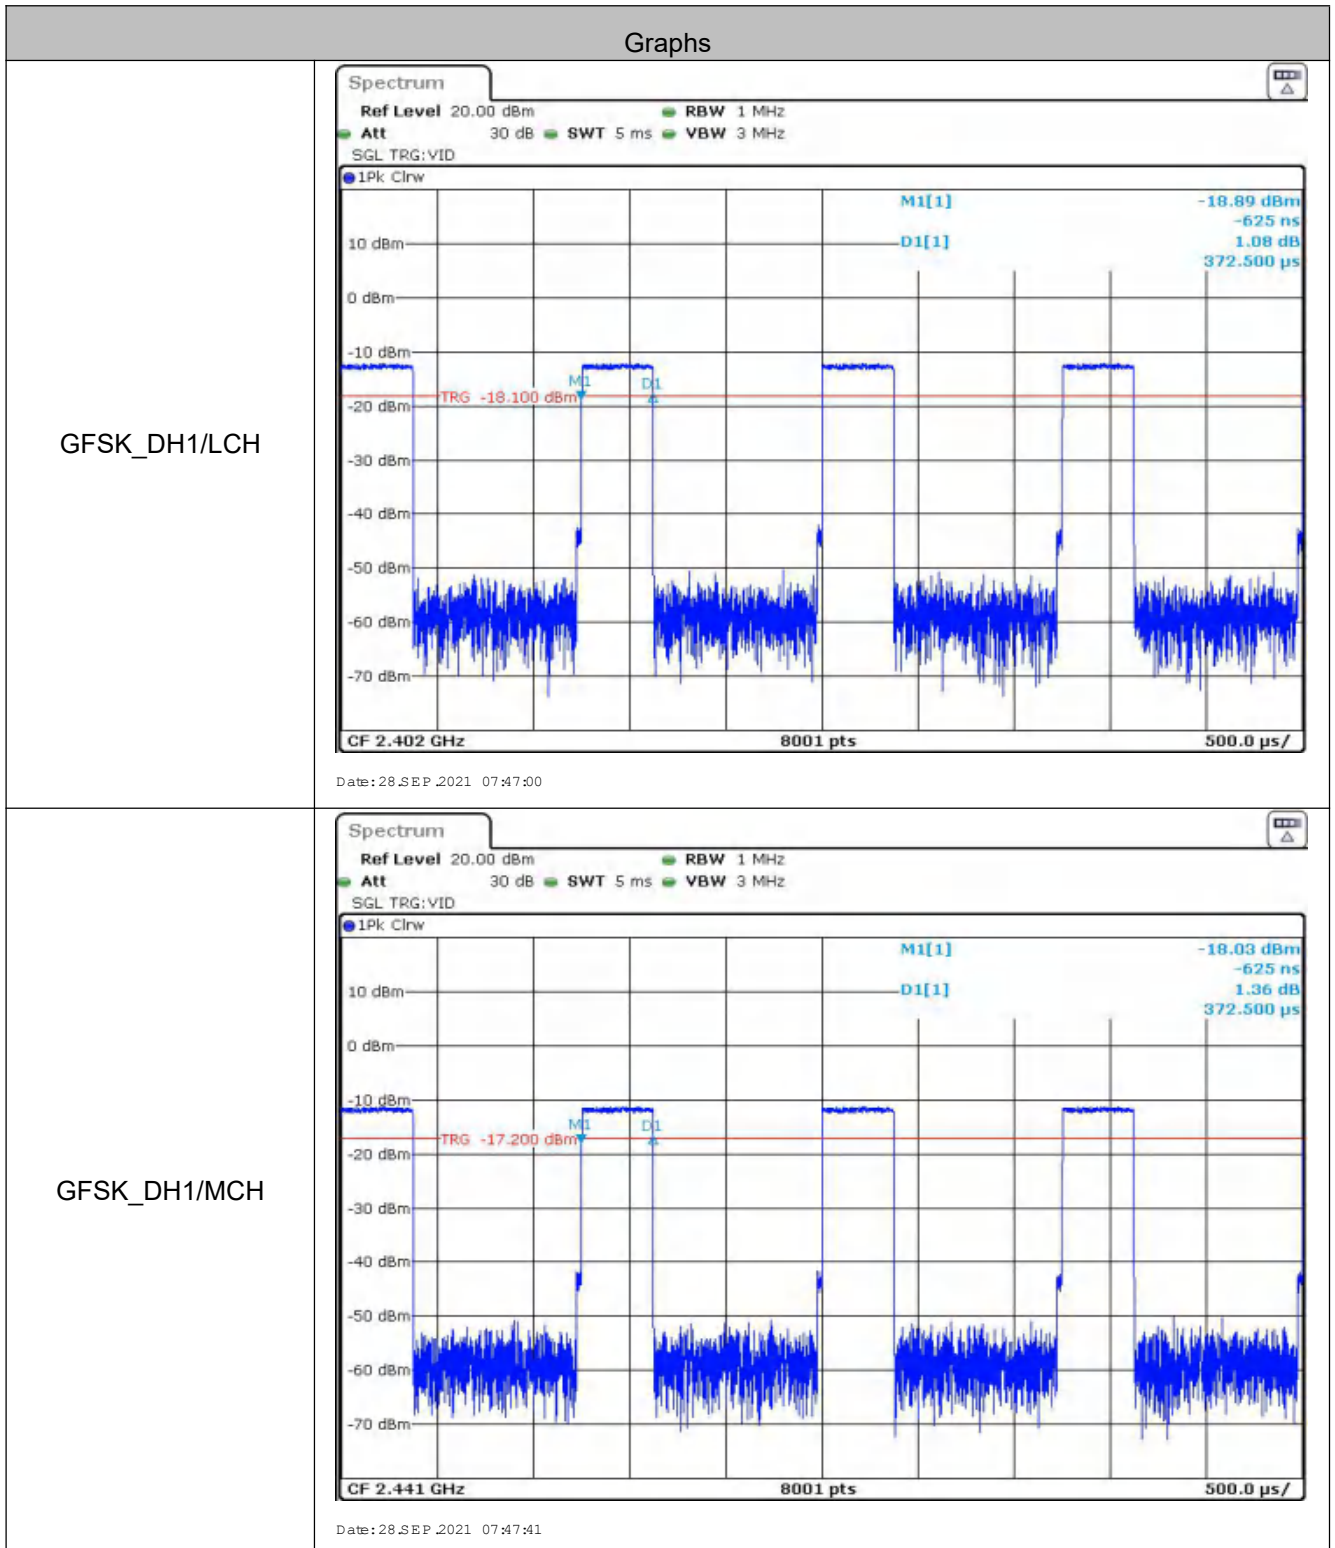 Graphs
GFSK_DH1/LCH
Spectrum
Ref Level 20.00 dBm RBW 1 MHz
Att 30 dB SWT 5 ms VBW 3 MHz
SGL TRG:VID
1Pk Clrw
M1[1] -18.89 dBm
-625 ns
10 dBm D1[1] 1.08 dB
372.500 µs
0 dBm
-10 dBm
M1 D1
TRG -18.100 dBm
-20 dBm
-30 dBm
-40 dBm
-50 dBm
-60 dBm
-70 dBm
CF 2.402 GHz 8001 pts 500.0 µs/
Date: 28.SEP.2021 07:47:00
GFSK_DH1/MCH
Spectrum
Ref Level 20.00 dBm RBW 1 MHz
Att 30 dB SWT 5 ms VBW 3 MHz
SGL TRG:VID
1Pk Clrw
M1[1] -18.03 dBm
-625 ns
10 dBm D1[1] 1.36 dB
372.500 µs
0 dBm
-10 dBm
M1 D1
TRG -17.200 dBm
-20 dBm
-30 dBm
-40 dBm
-50 dBm
-60 dBm
-70 dBm
CF 2.441 GHz 8001 pts 500.0 µs/
Date: 28.SEP.2021 07:47:41